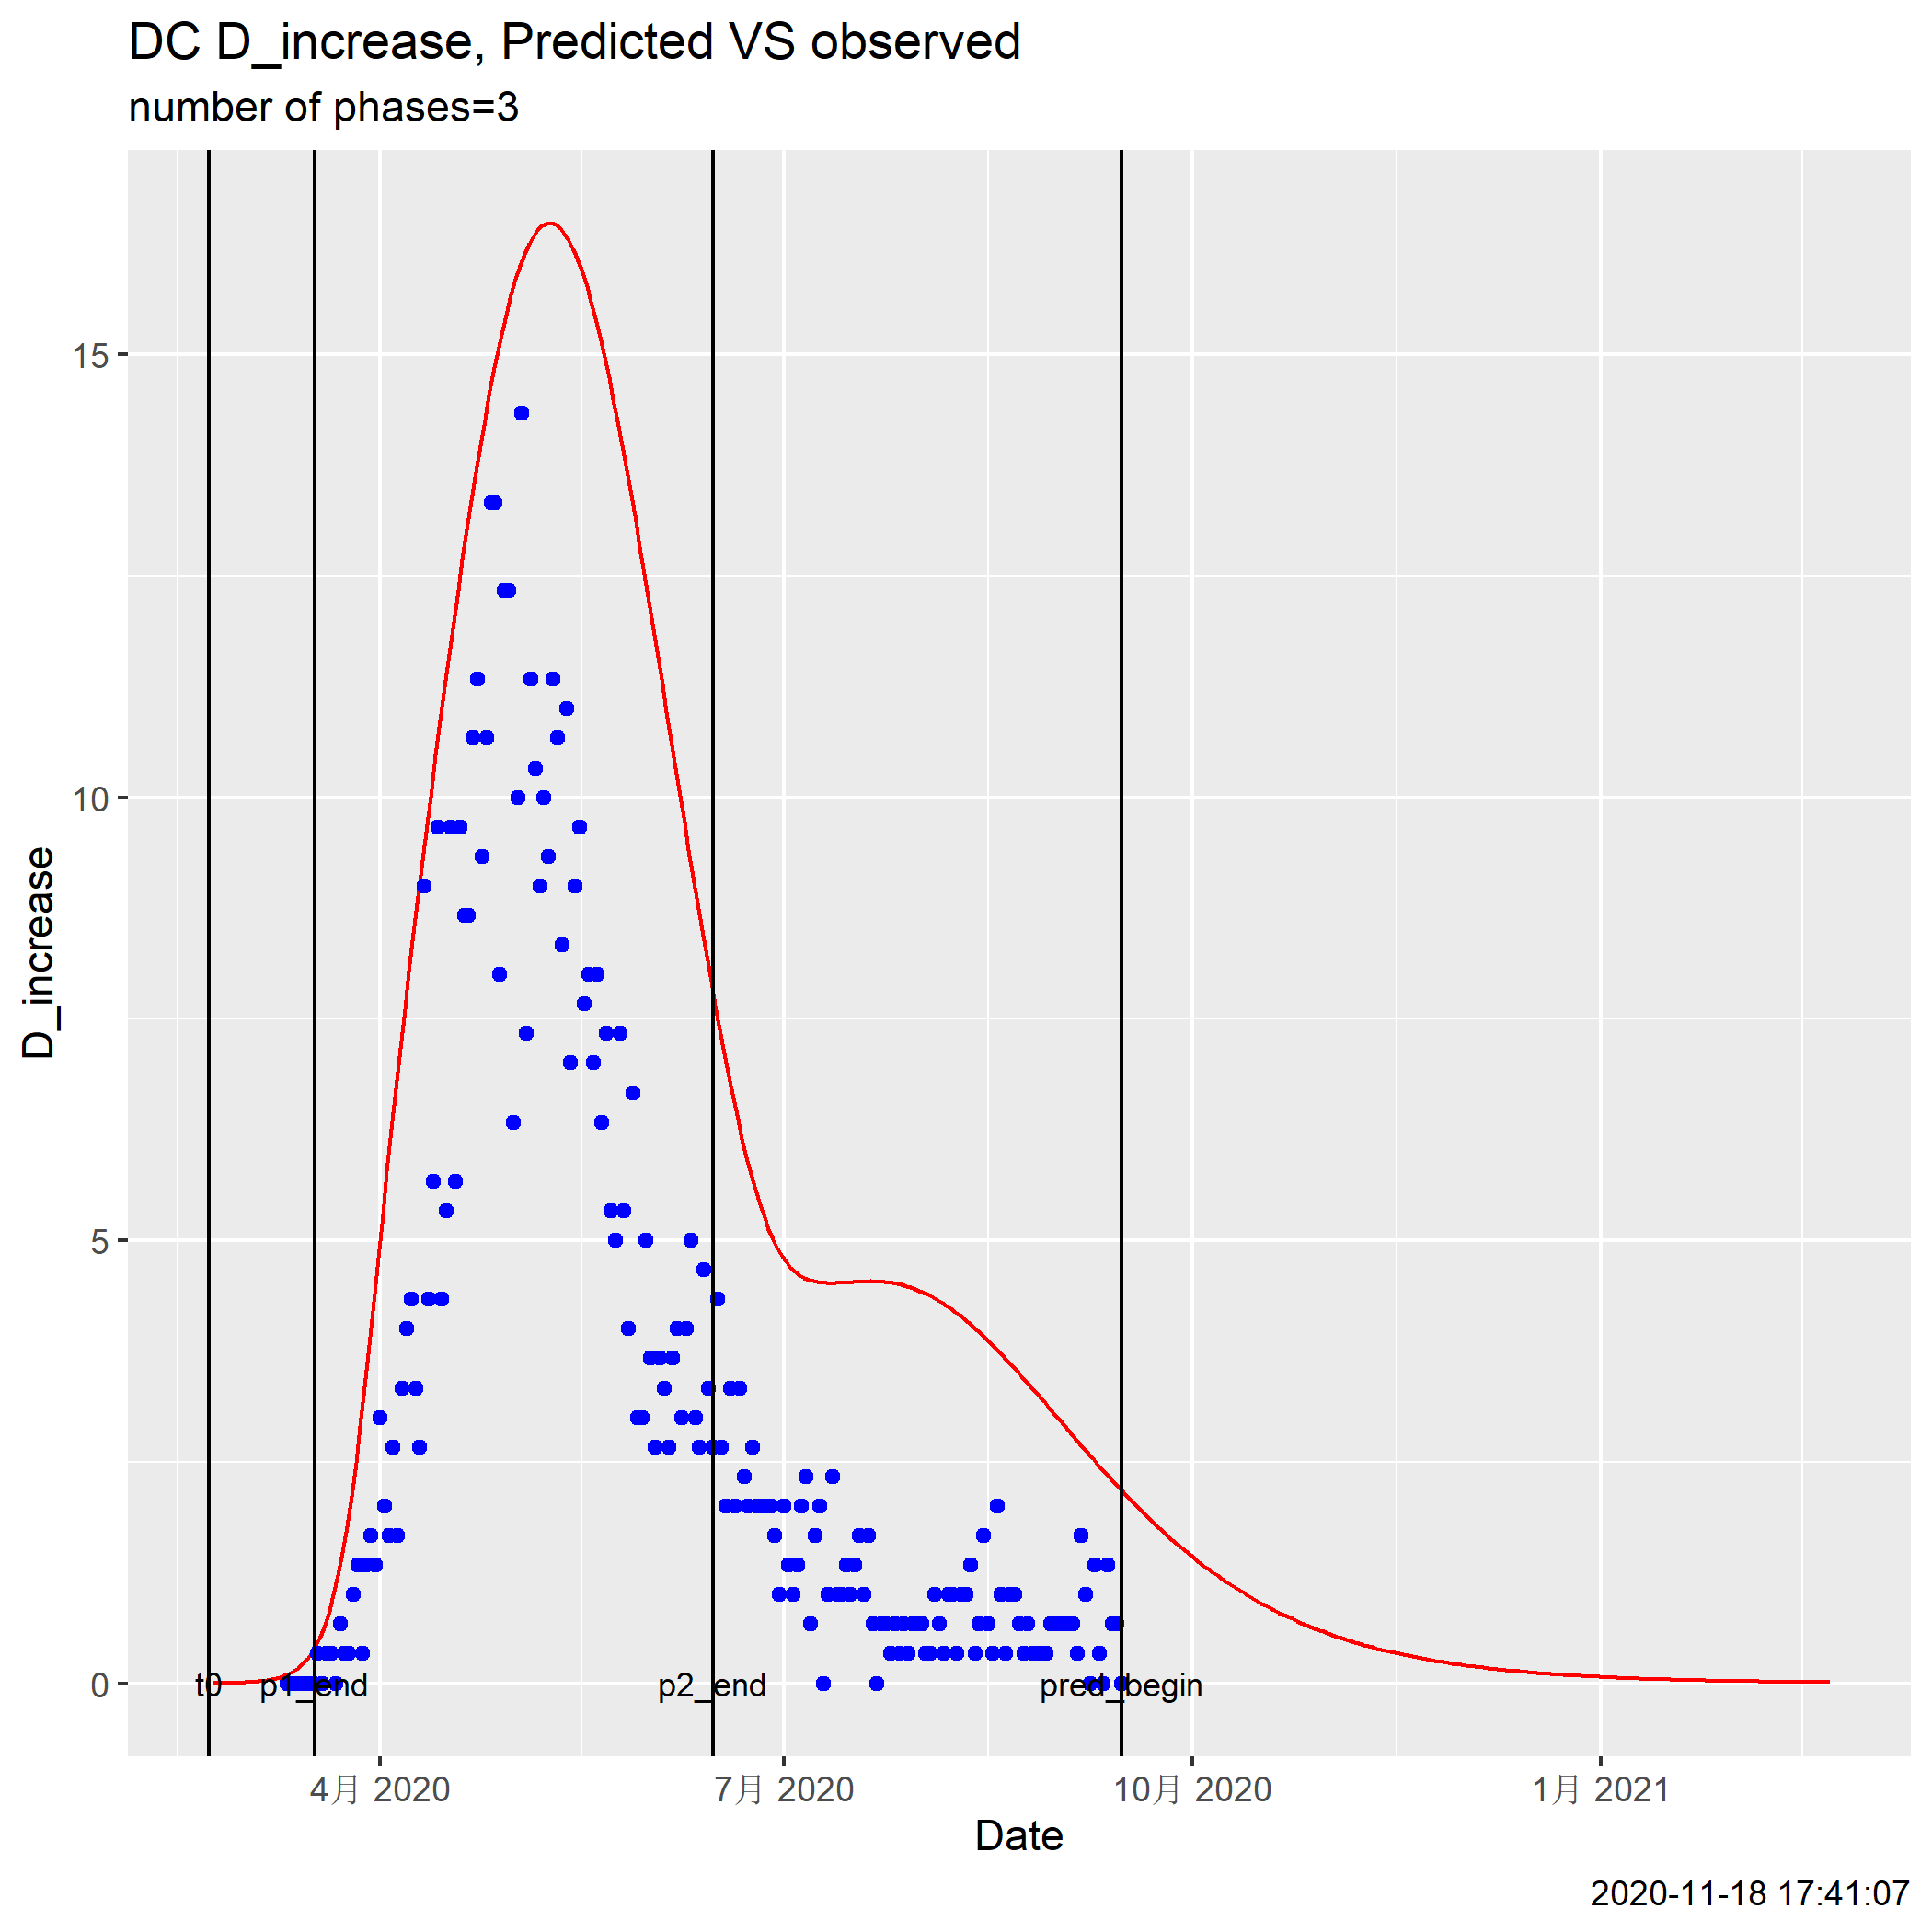 DC D_increase, Predicted VS observed
number of phases=3
15
10
5
0
D_increase
t0
p1_end
p2_end
pred_begin
4月 2020
7月 2020
10月 2020
1月 2021
Date
2020-11-18 17:41:07